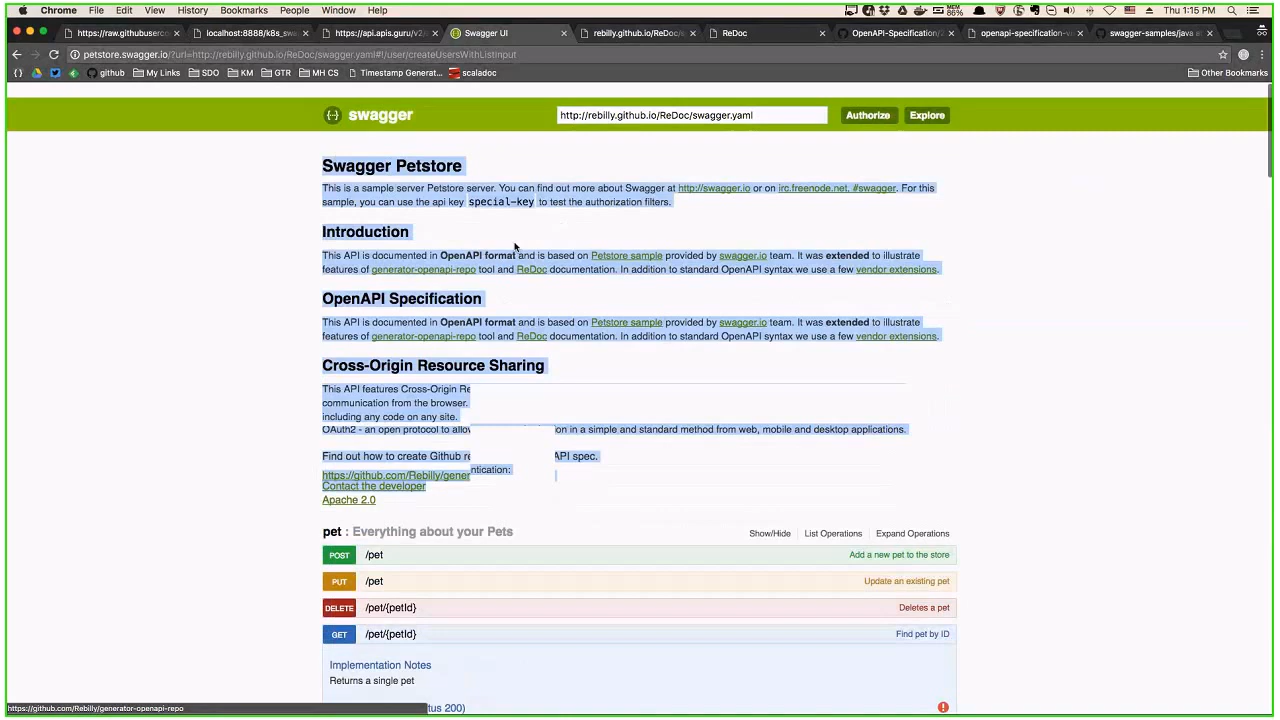 Chrome File Edit View History Bookmarks People Window Help 86% MEM Thu 1:15 PM
https://raw.githubuserco localhost:8888/k8s_swa https://api.apis.guru/v2/ Swagger UI rebilly.github.io/ReDoc/sw ReDoc OpenAPI-Specification/2 openapi-specification-vis swagger-samples/java at
petstore.swagger.io/?url=http://rebilly.github.io/ReDoc/swagger.yaml#!/user/createUsersWithListInput
{} github My Links SDO KM GTR MH CS Timestamp Generat... scaladoc Other Bookmarks
{··} swagger http://rebilly.github.io/ReDoc/swagger.yaml Authorize Explore
Swagger Petstore
This is a sample server Petstore server. You can find out more about Swagger at http://swagger.io or on irc.freenode.net, #swagger. For this
sample, you can use the api key special-key to test the authorization filters.
Introduction
This API is documented in OpenAPI format and is based on Petstore sample provided by swagger.io team. It was extended to illustrate
features of generator-openapi-repo tool and ReDoc documentation. In addition to standard OpenAPI syntax we use a few vendor extensions.
OpenAPI Specification
This API is documented in OpenAPI format and is based on Petstore sample provided by swagger.io team. It was extended to illustrate
features of generator-openapi-repo tool and ReDoc documentation. In addition to standard OpenAPI syntax we use a few vendor extensions.
Cross-Origin Resource Sharing
This API features Cross-Origin Re
communication from the browser.
including any code on any site.
OAuth2 - an open protocol to allow on in a simple and standard method from web, mobile and desktop applications.
Find out how to create Github re API spec.
ntication:
https://github.com/Rebilly/gener
Contact the developer
Apache 2.0
pet : Everything about your Pets Show/Hide List Operations Expand Operations
POST /pet Add a new pet to the store
PUT /pet Update an existing pet
DELETE /pet/{petId} Deletes a pet
GET /pet/{petId} Find pet by ID
Implementation Notes
Returns a single pet
https://github.com/Rebilly/generator-openapi-repo tus 200)